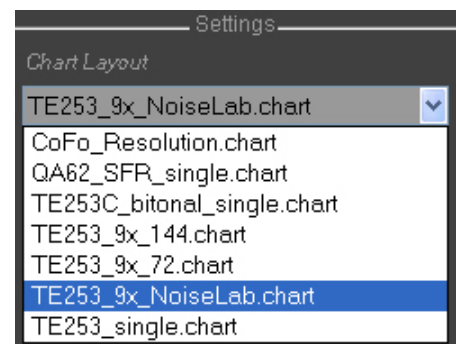 Settings
Chart Layout
TE253_9x_NoiseLab.chart
CoFo_Resolution.chart
QA62_SFR_single.chart
TE253C_bitonal_single.chart
TE253_9x_144.chart
TE253_9x_72.chart
TE253_9x_NoiseLab.chart
TE253_single.chart